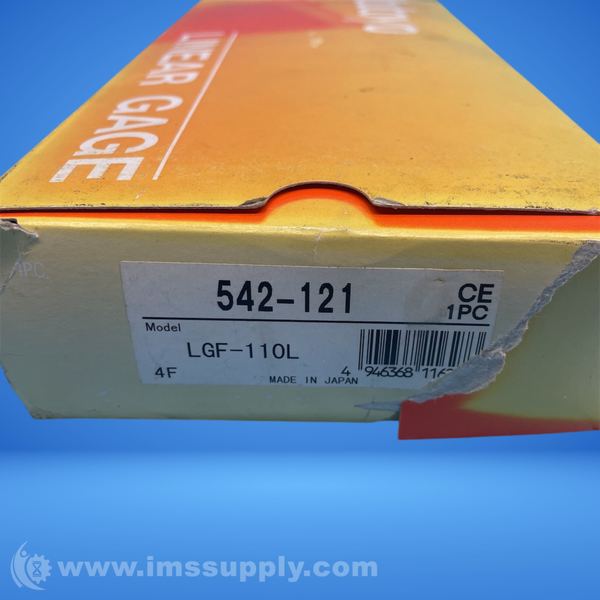 LINEAR GAGE
1PC.
542-121
CE
1PC
Model
LGF-110L
4F
MADE IN JAPAN
4 946368
www.imssupply.com